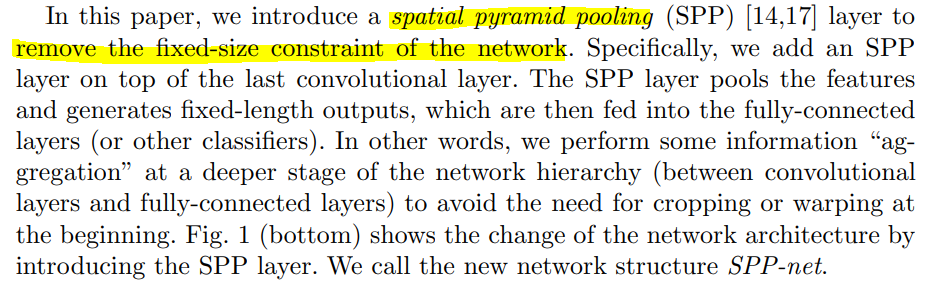 In this paper, we introduce a spatial pyramid pooling (SPP) [14,17] layer to
remove the fixed-size constraint of the network. Specifically, we add an SPP
layer on top of the last convolutional layer. The SPP layer pools the features
and generates fixed-length outputs, which are then fed into the fully-connected
layers (or other classifiers). In other words, we perform some information “ag-
gregation” at a deeper stage of the network hierarchy (between convolutional
layers and fully-connected layers) to avoid the need for cropping or warping at
the beginning. Fig. 1 (bottom) shows the change of the network architecture by
introducing the SPP layer. We call the new network structure SPP-net.